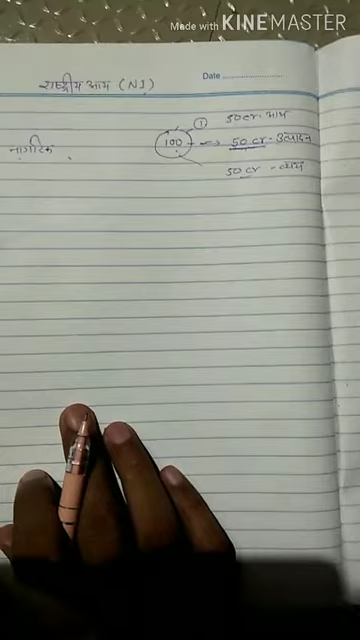 Made with KINEMASTER
राष्ट्रीय आय (NI)
Date
① 50 cr - आय
नागरिक 100 → 50 cr - उत्पादन
50 cr - व्यय